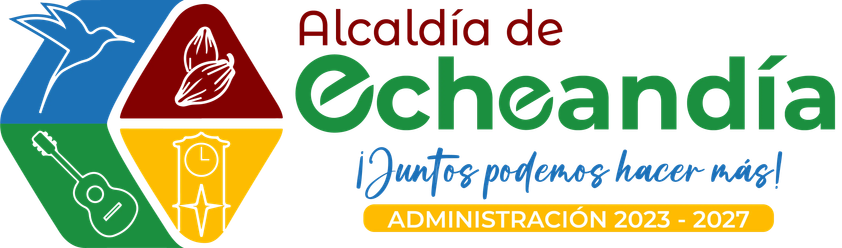 Alcaldía de
echeandía
¡Juntos podemos hacer más!
ADMINISTRACIÓN 2023 - 2027